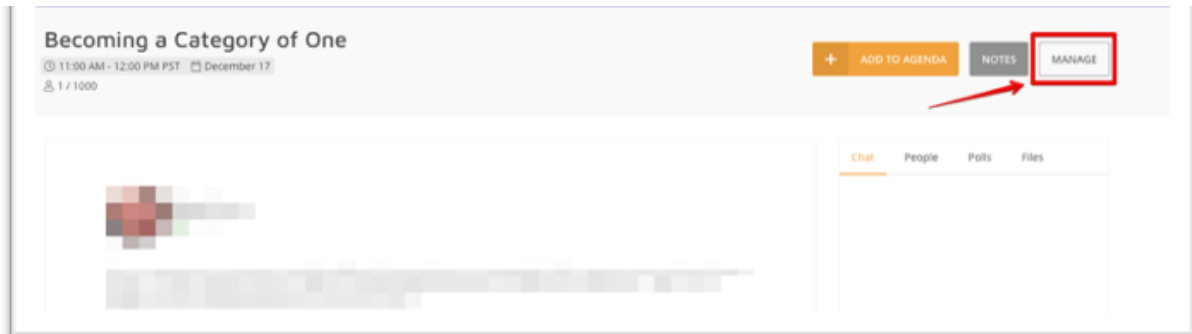 Becoming a Category of One
11:00 AM - 12:00 PM PST December 17
1 / 1000
+ ADD TO AGENDA NOTES MANAGE
Chat People Polls Files